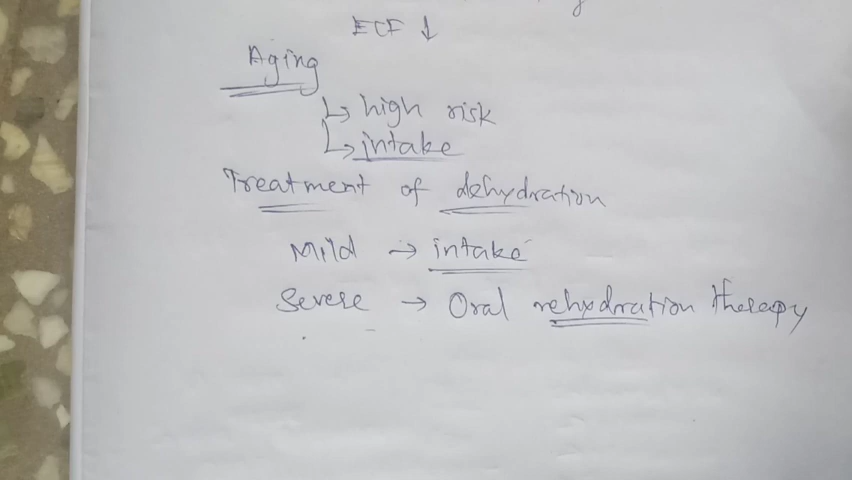 ECF ↓
Aging
↳ high risk
↳ intake
Treatment of dehydration
Mild → intake
Severe → Oral rehydration therapy